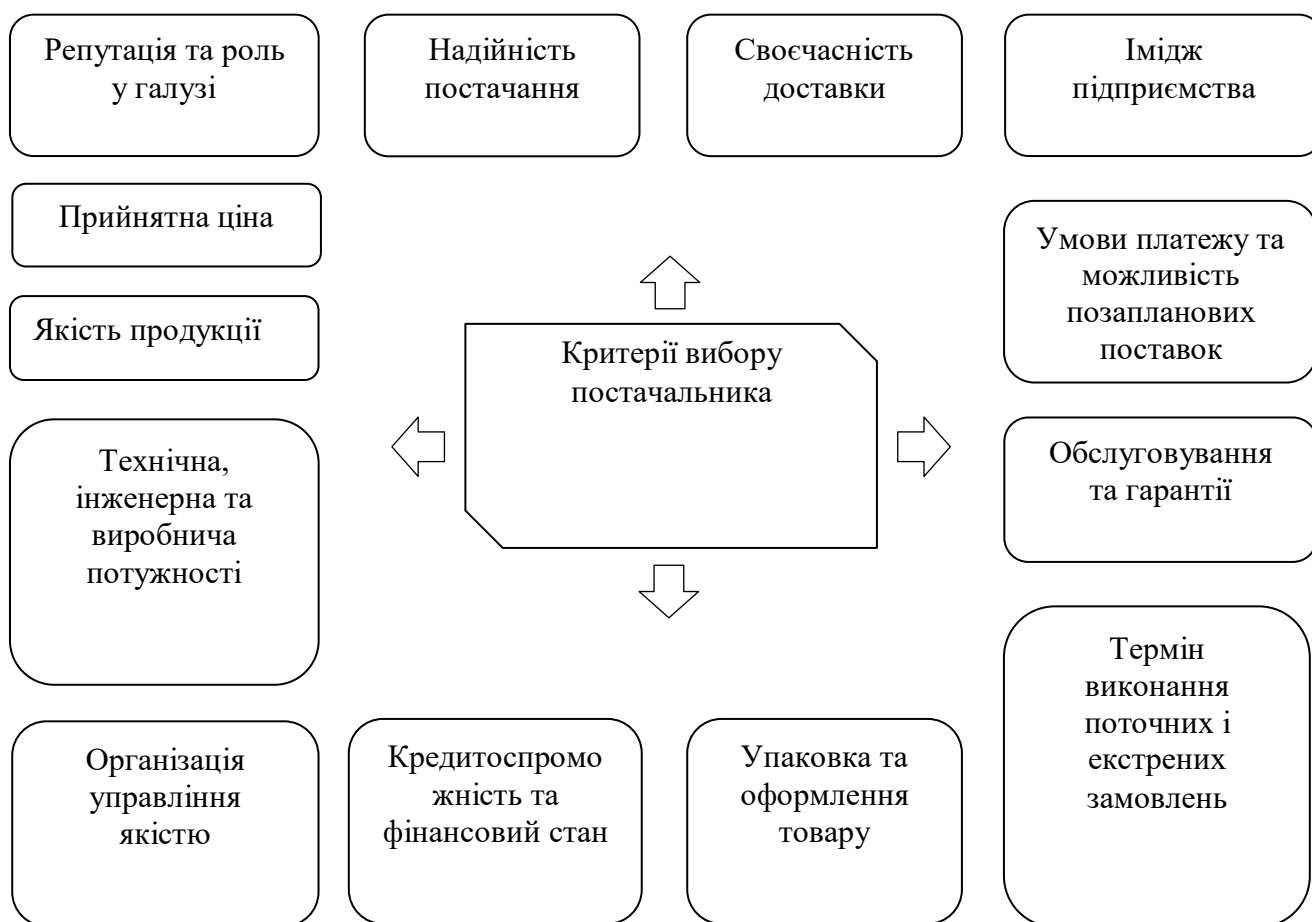 Репутація та роль
у галузі
Надійність
постачання
Своєчасність
доставки
Імідж
підприємства
Прийнятна ціна
Умови платежу та
можливість
позапланових
поставок
Якість продукції
Критерії вибору
постачальника
Технічна,
інженерна та
виробнича
потужності
Обслуговування
та гарантії
Термін
виконання
поточних і
екстрених
замовлень
Організація
управління
якістю
Кредитоспромо
жність та
фінансовий стан
Упаковка та
оформлення
товару